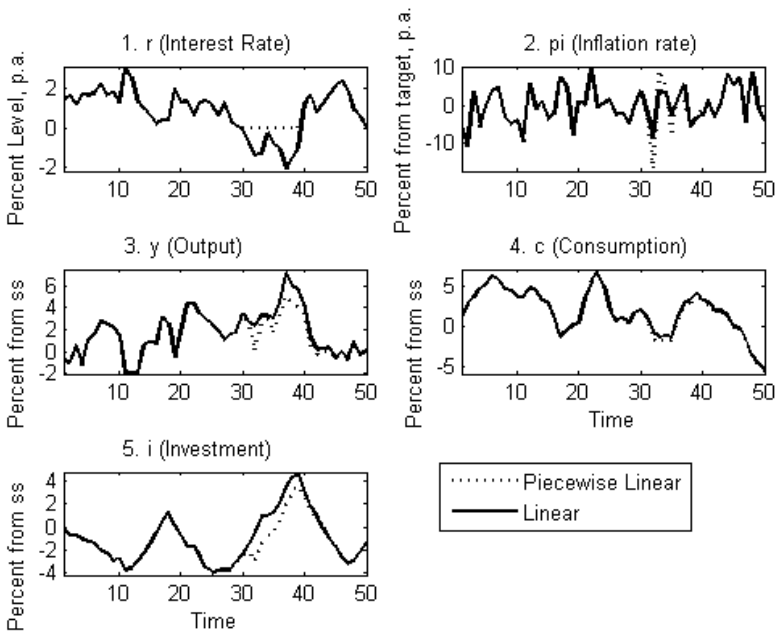 1. r (Interest Rate)
Percent Level, p.a.
2
0
-2
10 20 30 40 50
2. pi (Inflation rate)
Percent from target, p.a.
10
0
-10
10 20 30 40 50
3. y (Output)
Percent from ss
6
4
2
0
-2
10 20 30 40 50
4. c (Consumption)
Percent from ss
5
0
-5
10 20 30 40 50
Time
5. i (Investment)
Percent from ss
4
2
0
-2
-4
10 20 30 40 50
Time
Piecewise Linear
Linear